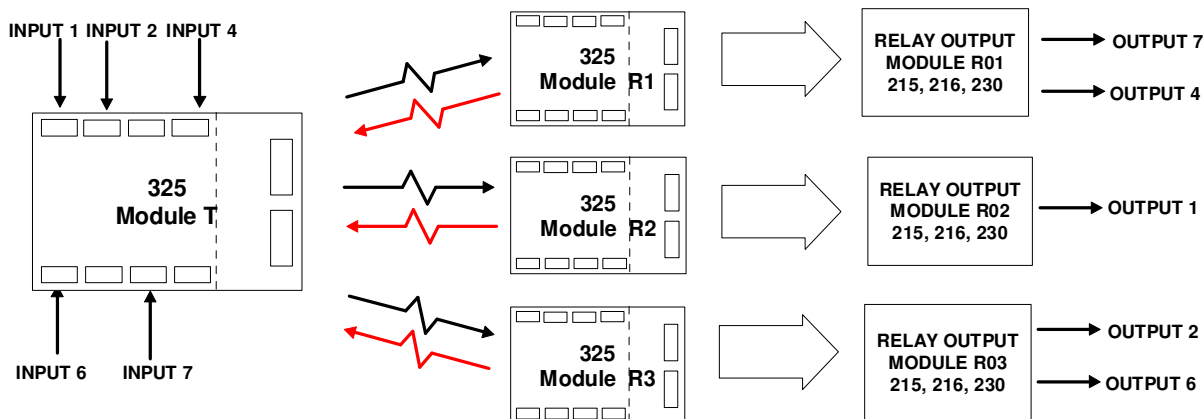 INPUT 1 INPUT 2 INPUT 4
325
Module T
INPUT 6 INPUT 7
325
Module R1
RELAY OUTPUT
MODULE R01
215, 216, 230
OUTPUT 7
OUTPUT 4
325
Module R2
RELAY OUTPUT
MODULE R02
215, 216, 230
OUTPUT 1
325
Module R3
RELAY OUTPUT
MODULE R03
215, 216, 230
OUTPUT 2
OUTPUT 6